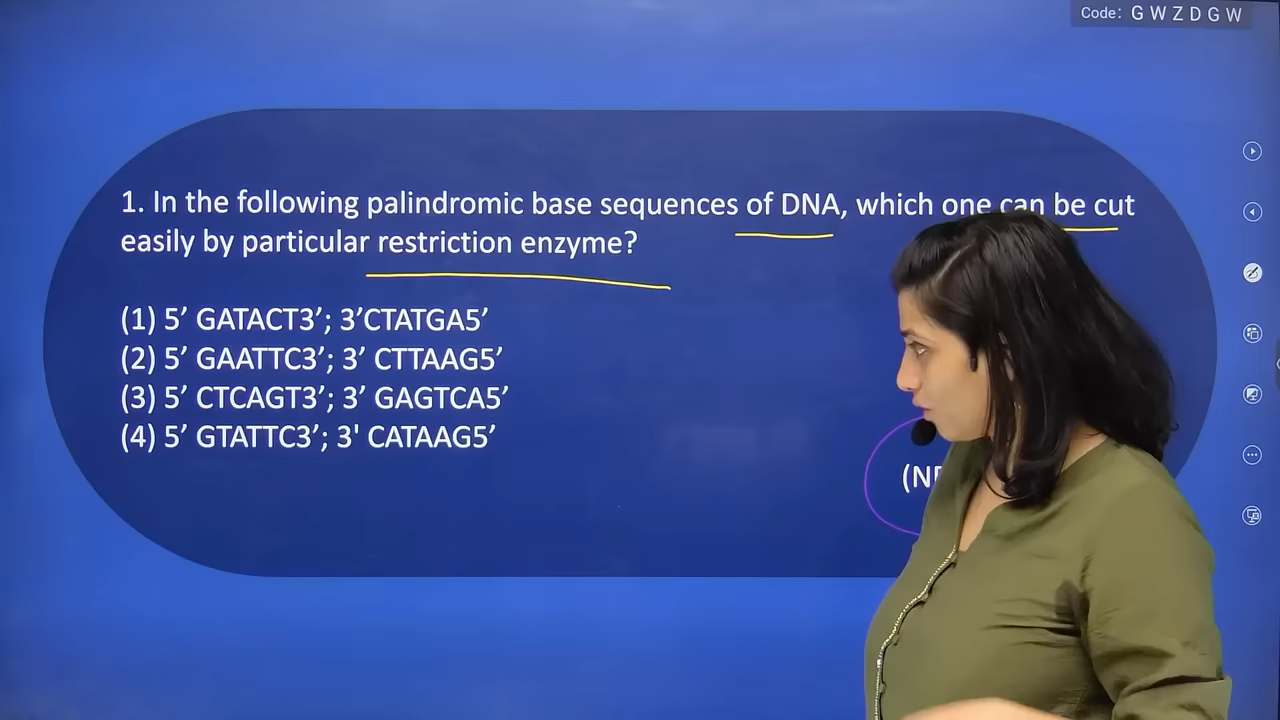 Code: G W Z D G W
1. In the following palindromic base sequences of DNA, which one can be cut
easily by particular restriction enzyme?
(1) 5’ GATACT3’; 3’CTATGA5’
(2) 5’ GAATTC3’; 3’ CTTAAG5’
(3) 5’ CTCAGT3’; 3’ GAGTCA5’
(4) 5’ GTATTC3’; 3' CATAAG5’